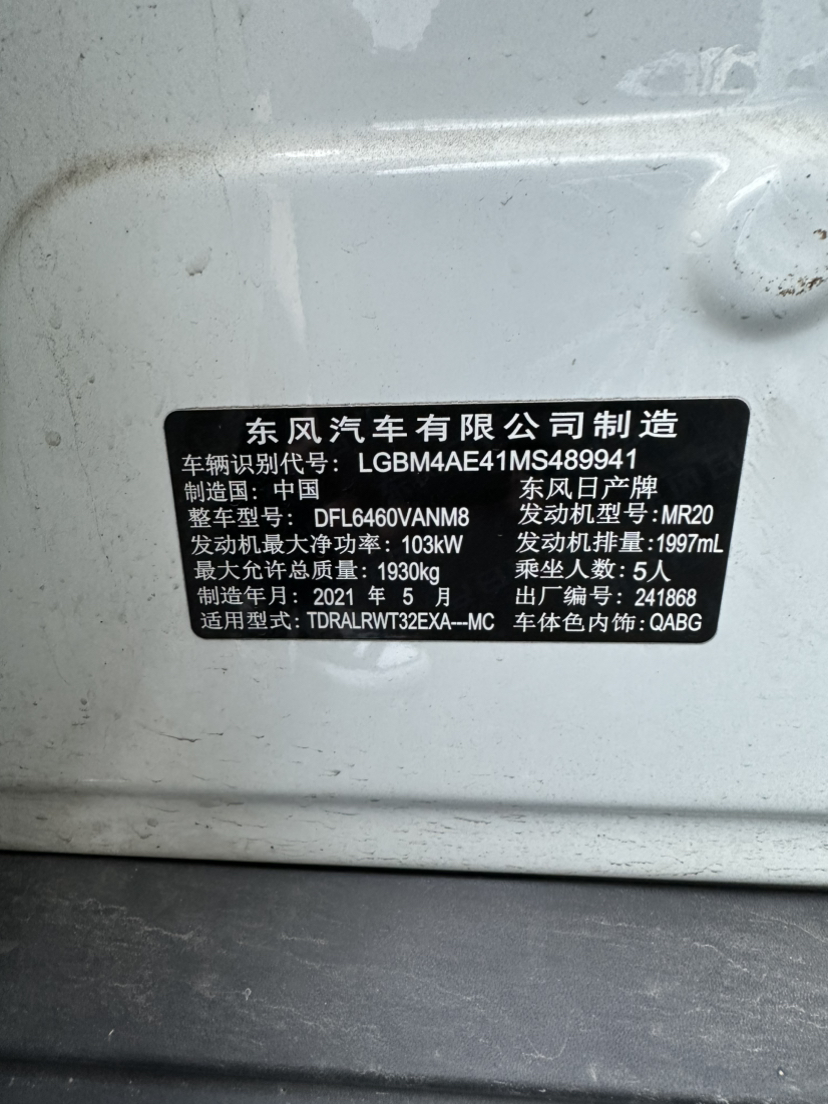 东风汽车有限公司制造
车辆识别代号：LGBM4AE41MS489941
制造国：中国 东风日产牌
整车型号：DFL6460VANM8 发动机型号：MR20
发动机最大净功率：103kW 发动机排量：1997mL
最大允许总质量：1930kg 乘坐人数：5人
制造年月：2021 年 5 月 出厂编号：241868
适用型式：TDRALRWT32EXA---MC 车体色内饰：QABG